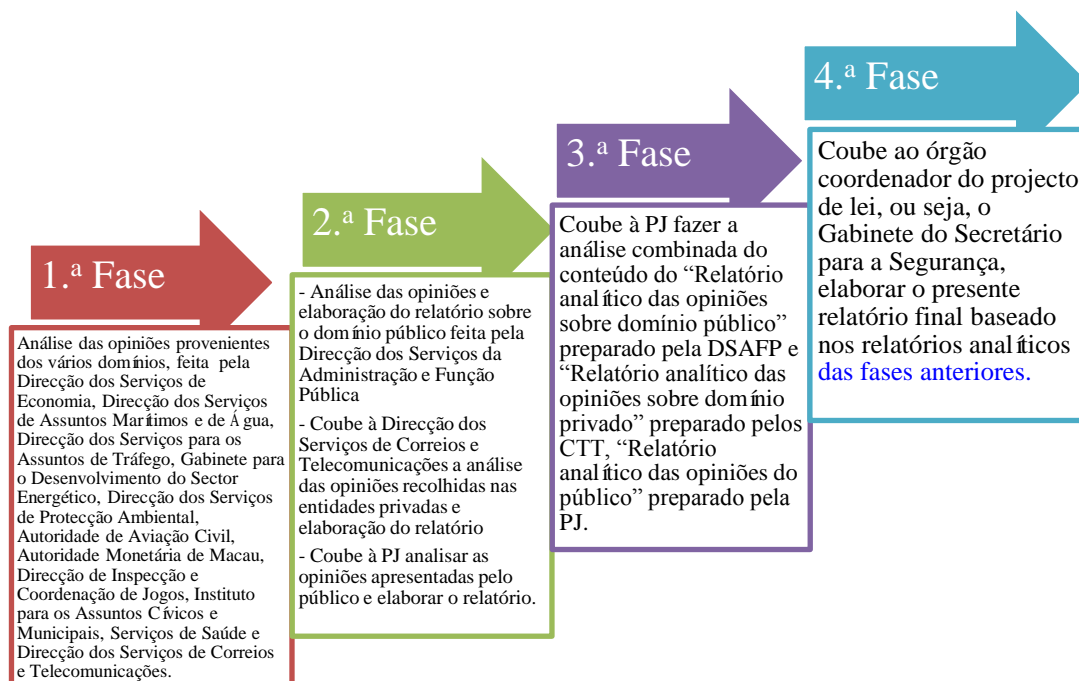 1.ª Fase
Análise das opiniões provenientes
dos vários domínios, feita pela
Direcção dos Serviços de
Economia, Direcção dos Serviços
de Assuntos Marítimos e de Água,
Direcção dos Serviços para os
Assuntos de Tráfego, Gabinete para
o Desenvolvimento do Sector
Energético, Direcção dos Serviços
de Protecção Ambiental,
Autoridade de Aviação Civil,
Autoridade Monetária de Macau,
Direcção de Inspecção e
Coordenação de Jogos, Instituto
para os Assuntos Cívicos e
Municipais, Serviços de Saúde e
Direcção dos Serviços de Correios
e Telecomunicações.
2.ª Fase
- Análise das opiniões e
elaboração do relatório sobre
o domínio público feita pela
Direcção dos Serviços da
Administração e Função
Pública
- Coube à Direcção dos
Serviços de Correios e
Telecomunicações a análise
das opiniões recolhidas nas
entidades privadas e
elaboração do relatório
- Coube à PJ analisar as
opiniões apresentadas pelo
público e elaborar o relatório.
3.ª Fase
Coube à PJ fazer a
análise combinada do
conteúdo do “Relatório
analítico das opiniões
sobre domínio público”
preparado pela DSAFP e
“Relatório analítico das
opiniões sobre domínio
privado” preparado pelos
CTT, “Relatório
analítico das opiniões do
público” preparado pela
PJ.
4.ª Fase
Coube ao órgão
coordenador do projecto
de lei, ou seja, o
Gabinete do Secretário
para a Segurança,
elaborar o presente
relatório final baseado
nos relatórios analíticos
das fases anteriores.